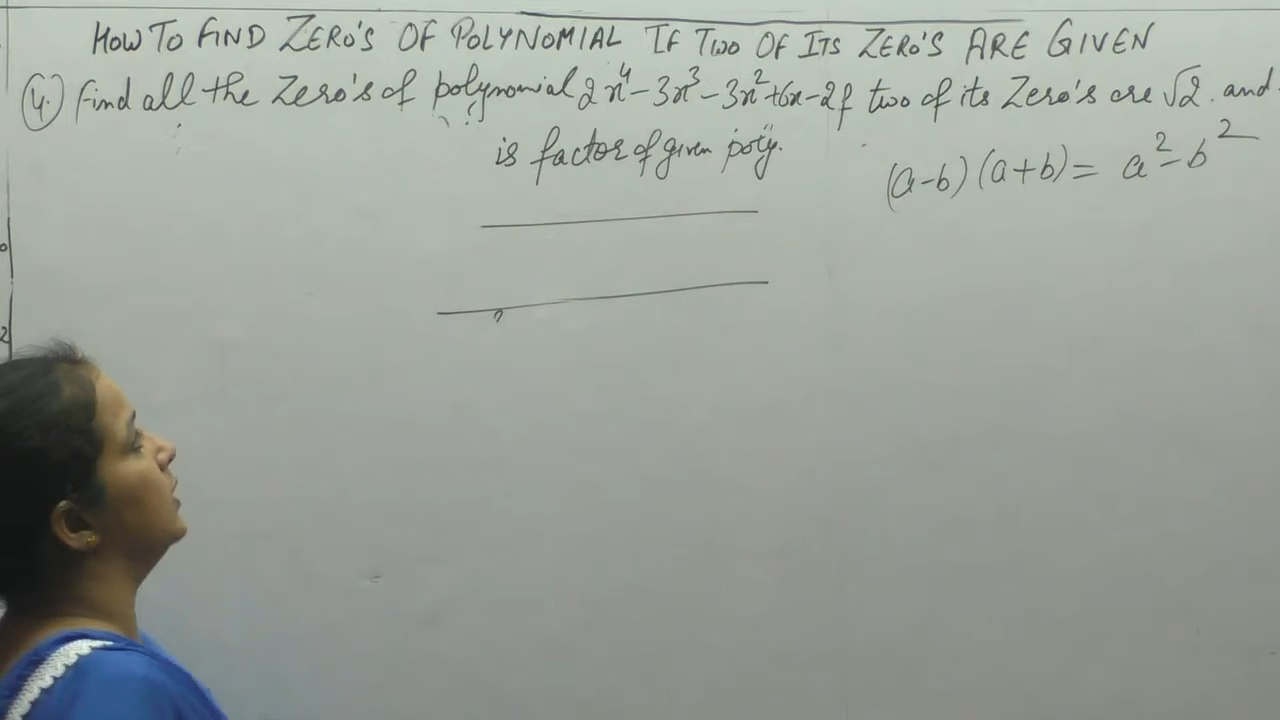 HOW TO FIND ZERO'S OF POLYNOMIAL IF TWO OF ITS ZERO'S ARE GIVEN
(4.) Find all the Zero's of polynomial 2x⁴-3x³-3x²+6x-2 if two of its Zero's are √2 and
is factor of given poly.
(a-b)(a+b)= a²-b²
0
2